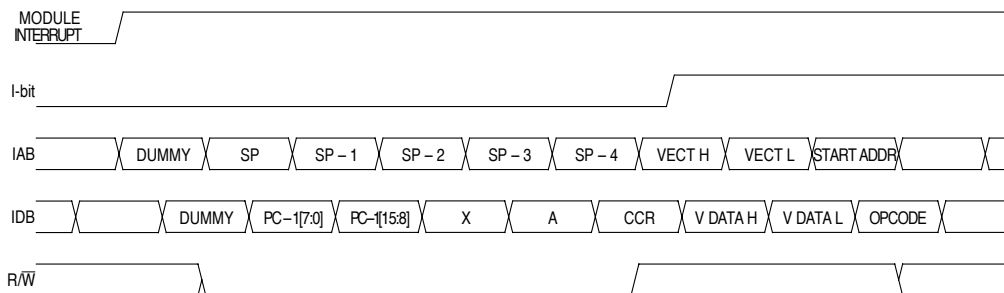 MODULE
INTERRUPT
I-bit
IAB DUMMY SP SP – 1 SP – 2 SP – 3 SP – 4 VECT H VECT L START ADDR
IDB DUMMY PC – 1[7:0] PC–1[15:8] X A CCR V DATA H V DATA L OPCODE
R/W̅